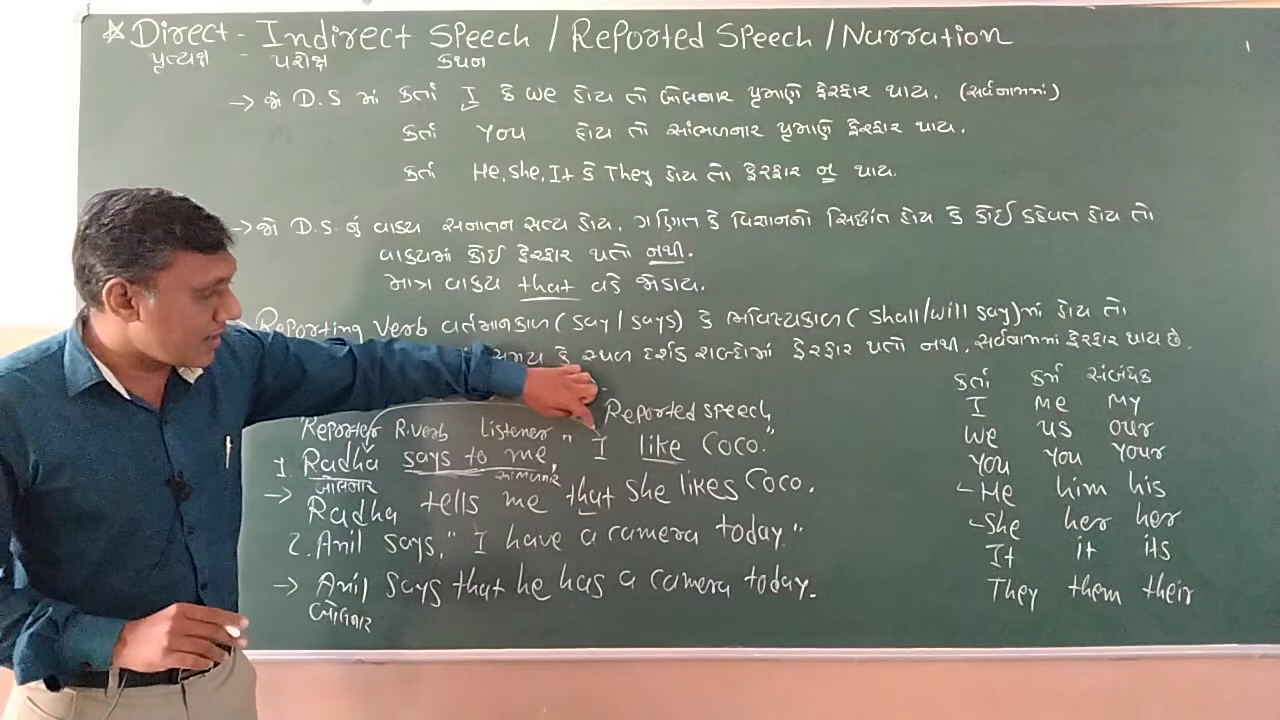 ☆ Direct - Indirect Speech / Reported Speech / Narration
પ્રત્યક્ષ - પરોક્ષ કથન
→ જો D.S માં કર્તા I કે we હોય તો બોલનાર પ્રમાણે ફેરફાર થાય. (સર્વનામમાં)
કર્તા You હોય તો સાંભળનાર પ્રમાણે ફેરફાર થાય.
કર્તા He, She, It કે They હોય તો ફેરફાર ન થાય.
→ જો D.S. નું વાક્ય સનાતન સત્ય હોય, ગણિત કે વિજ્ઞાનનો સિદ્ધાંત હોય કે કોઈ કહેવત હોય તો
વાક્યમાં કોઈ ફેરફાર થતો નથી.
માત્ર વાક્ય that વડે જોડાય.
Reporting Verb વર્તમાનકાળ (say / says) કે ભવિષ્યકાળ (shall/will say) માં હોય તો
સમય કે સ્થળ દર્શક શબ્દોમાં ફેરફાર થતો નથી. સર્વનામમાં ફેરફાર થાય છે.
Reporter R.verb Listener Reported speech
1 Radha says to me, " I like Coco."
બોલનાર સાંભળનાર
→ Radha tells me that she likes Coco.
2. Anil says, " I have a camera today."
→ Anil says that he has a camera today.
બોલનાર
કર્તા કર્મ સંબંધક
I me my
We us our
You you your
He him his
She her her
It it its
They them their